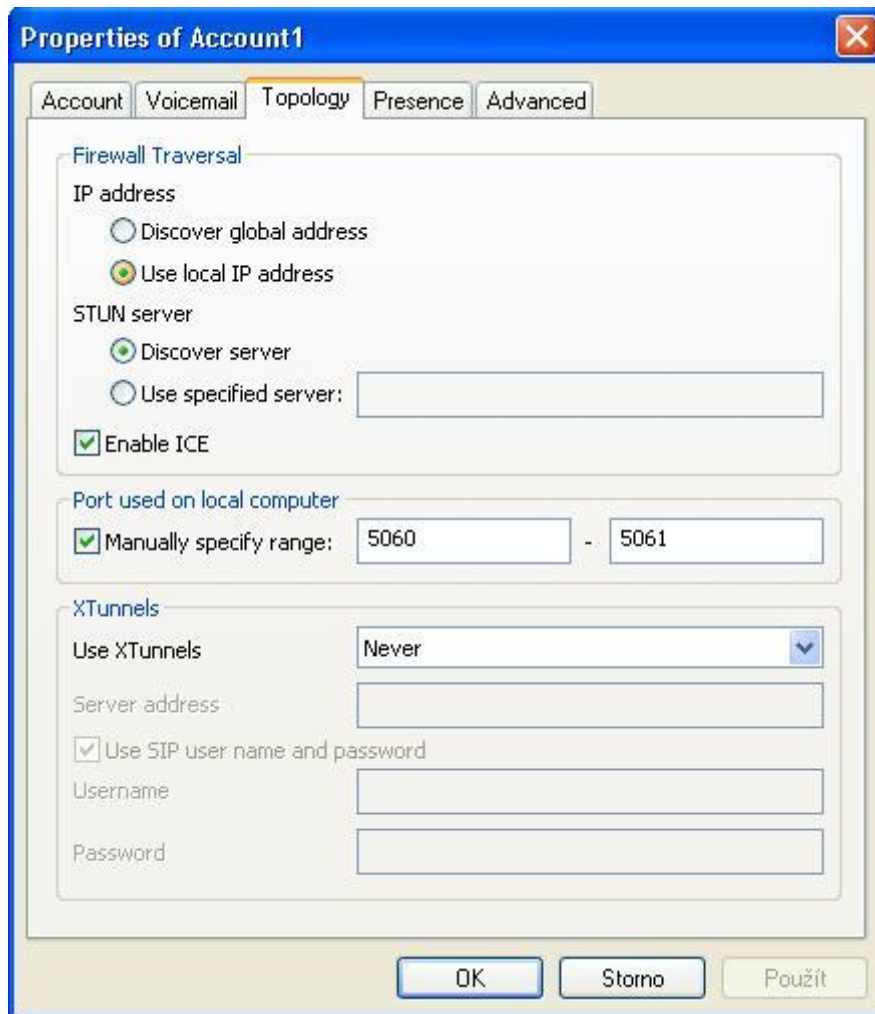 Properties of Account1
Account Voicemail Topology Presence Advanced
Firewall Traversal
IP address
Discover global address
Use local IP address
STUN server
Discover server
Use specified server:
Enable ICE
Port used on local computer
Manually specify range: 5060 - 5061
XTunnels
Use XTunnels Never
Server address
Use SIP user name and password
Username
Password
OK Storno Použít